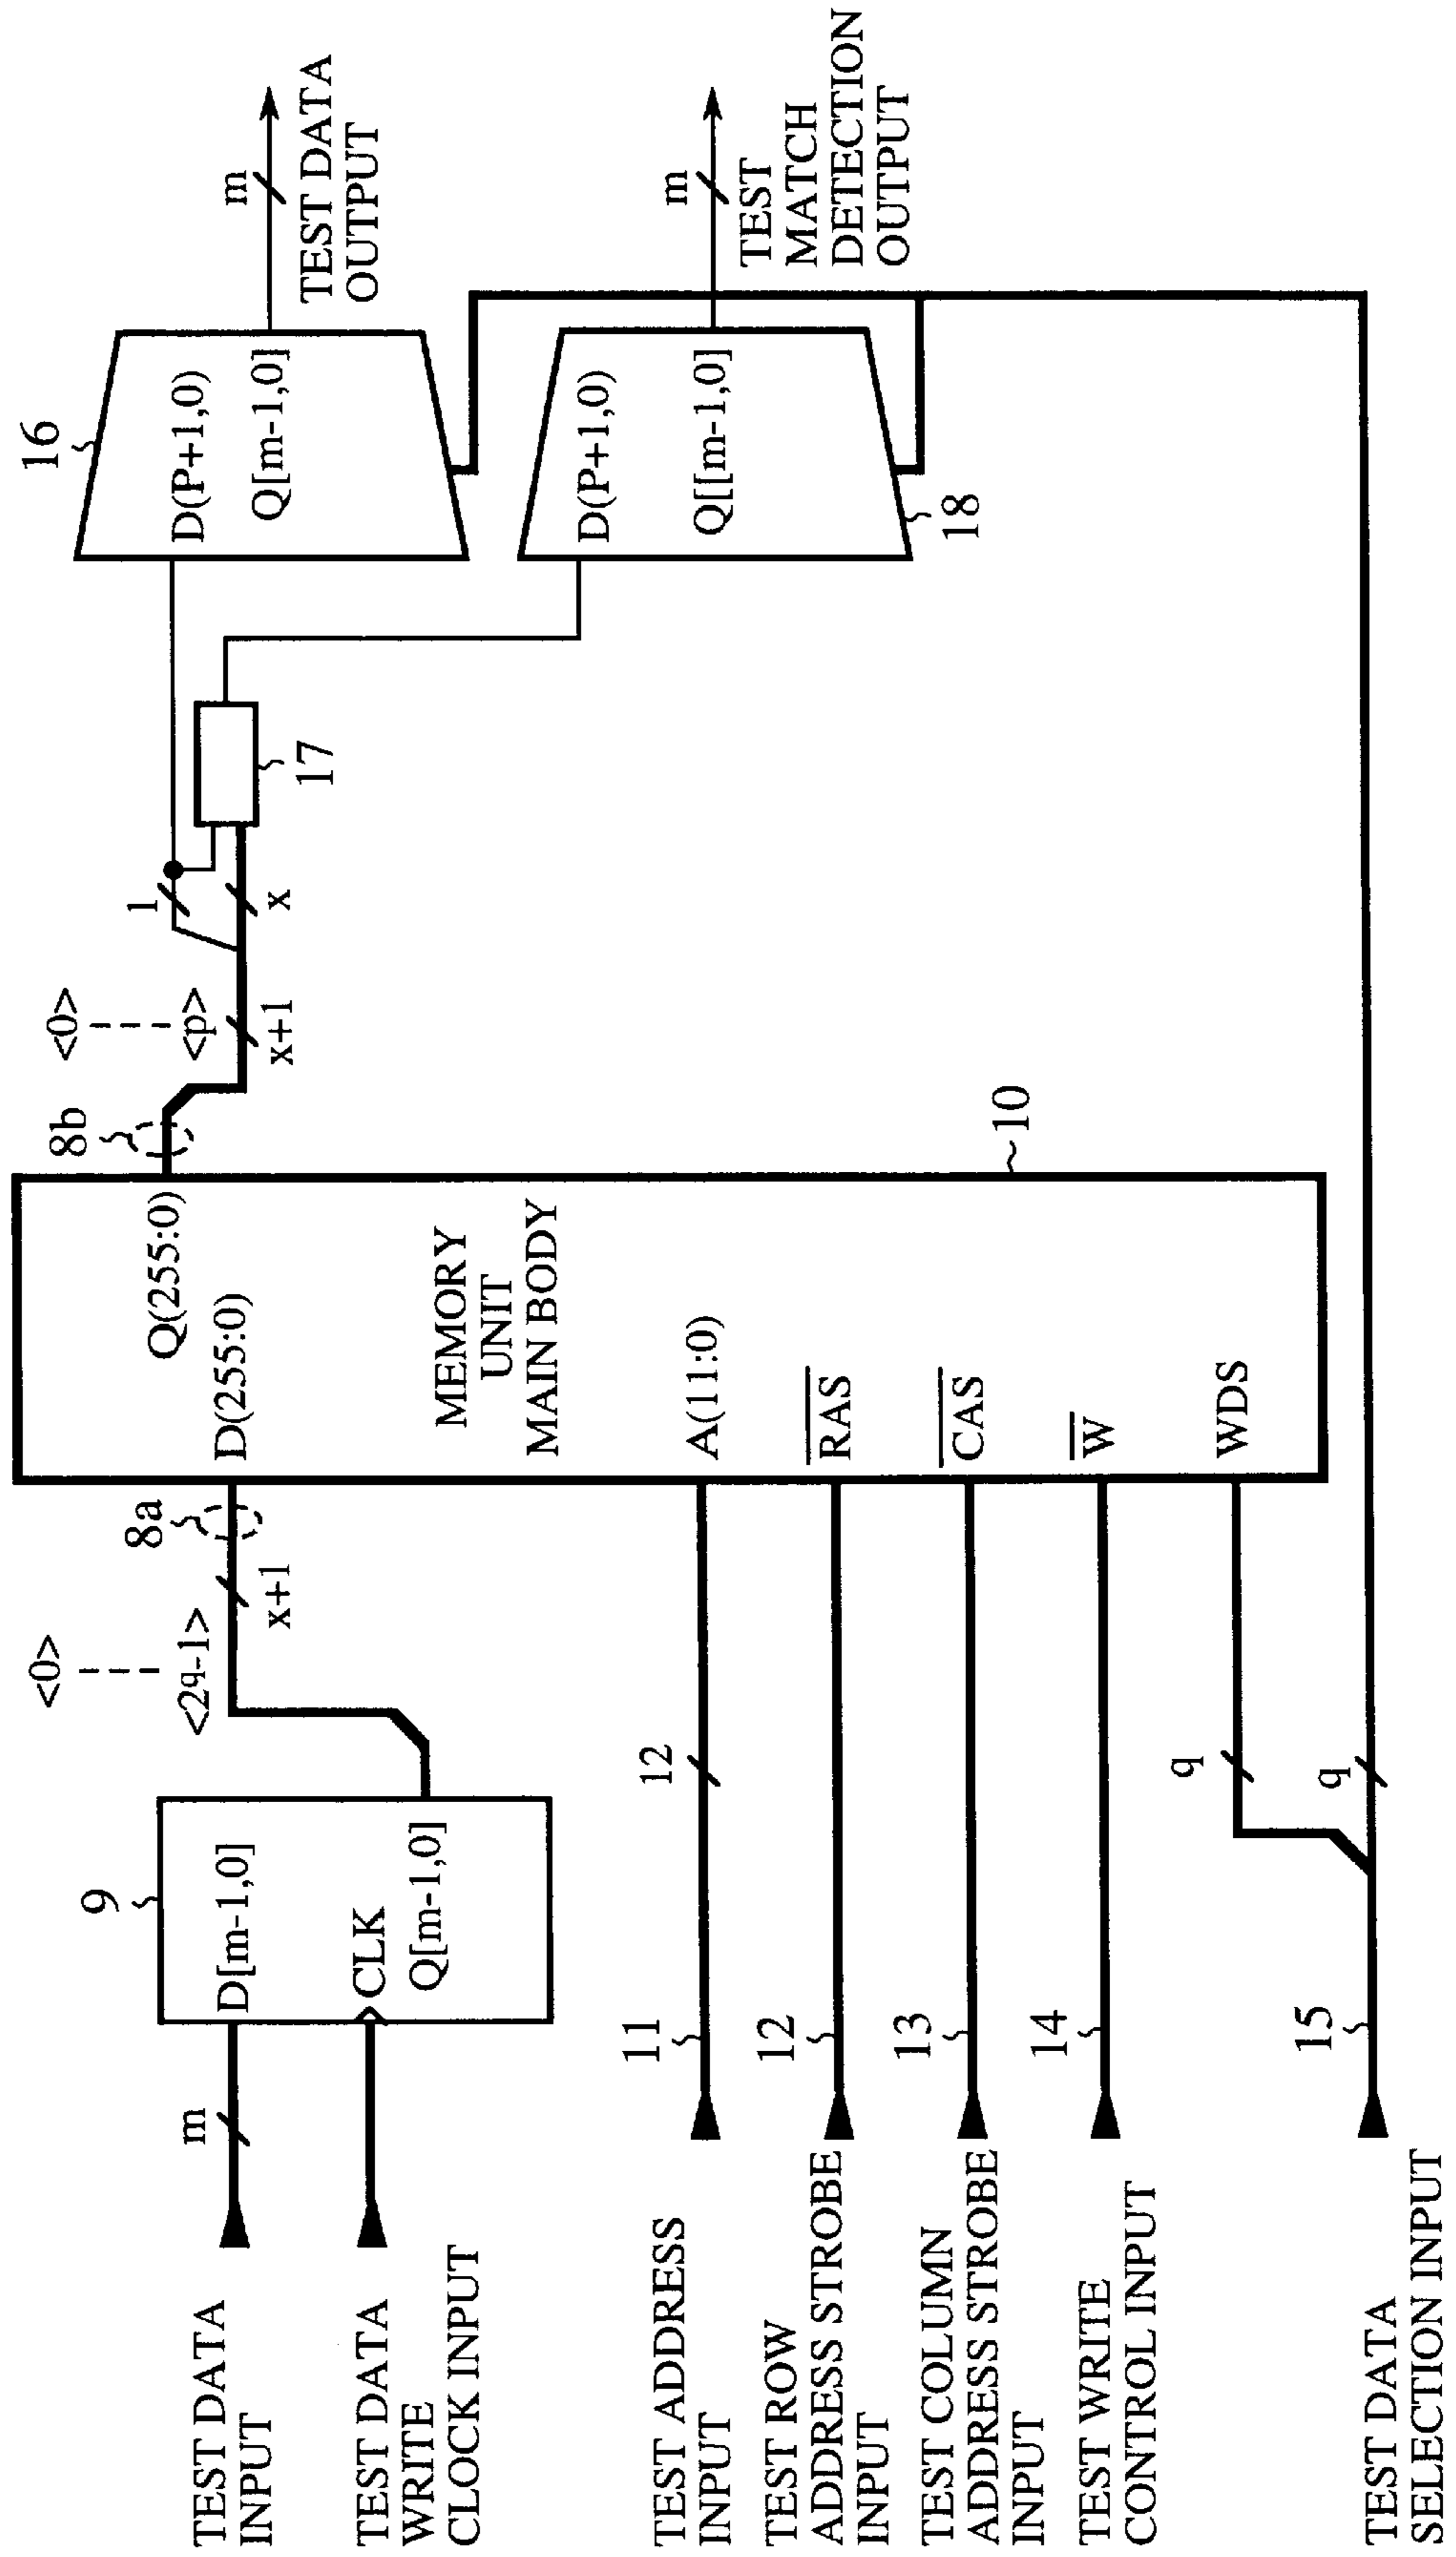 TEST DATA
INPUT
m
TEST DATA
WRITE
CLOCK INPUT
9
D[m-1,0]
CLK
Q[m-1,0]
<0>
<2q-1>
x+1
8a
TEST ADDRESS
INPUT
11
12
TEST ROW
ADDRESS STROBE
INPUT
12
TEST COLUMN
ADDRESS STROBE
INPUT
13
TEST WRITE
CONTROL INPUT
14
TEST DATA
SELECTION INPUT
15
q
q
Q(255:0)
D(255:0)
MEMORY
UNIT
MAIN BODY
A(11:0)
RAS
CAS
W
WDS
10
8b
<0>
<p>
x+1
1
x
17
16
D(P+1,0)
Q[m-1,0]
m
TEST DATA
OUTPUT
D(P+1,0)
Q[[m-1,0]
18
m
TEST
MATCH
DETECTION
OUTPUT